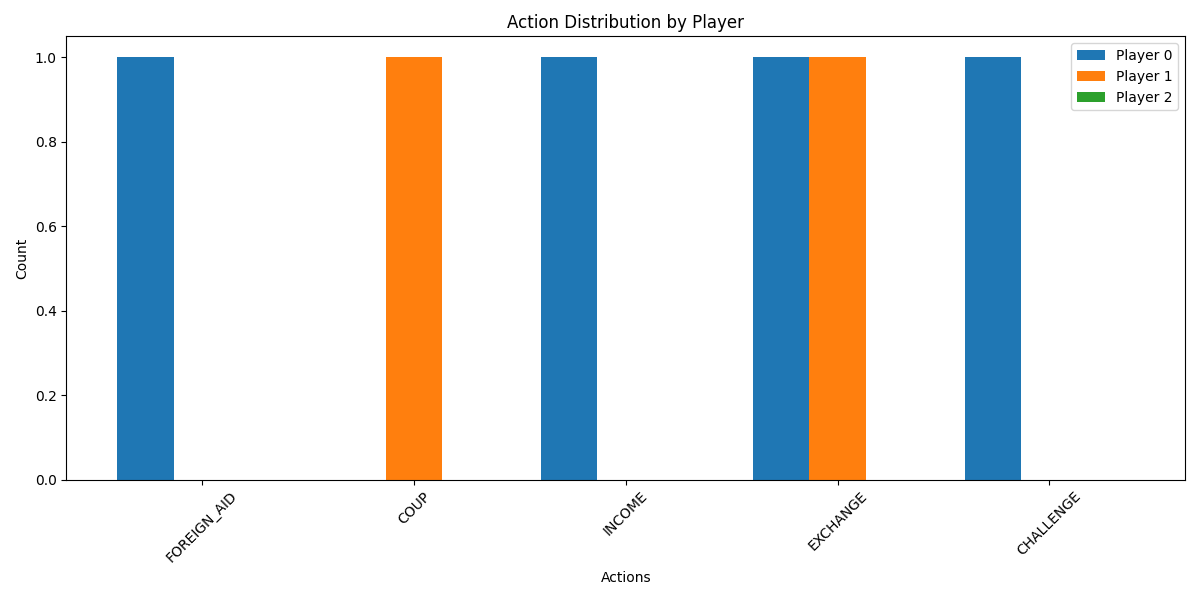 Action Distribution by Player
Player 0
Player 1
Player 2
Count
1.0
0.8
0.6
0.4
0.2
0.0
FOREIGN_AID
COUP
INCOME
EXCHANGE
CHALLENGE
Actions